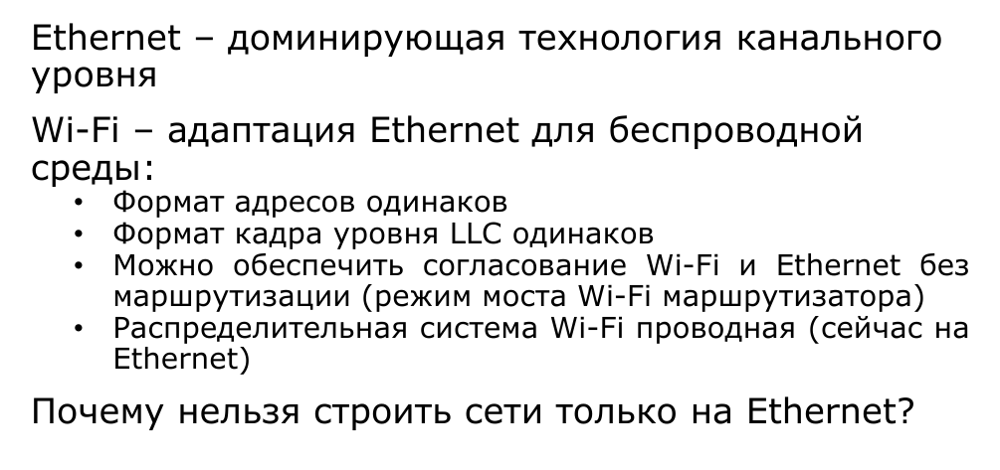 Ethernet – доминирующая технология канального
уровня
Wi-Fi – адаптация Ethernet для беспроводной
среды:
• Формат адресов одинаков
• Формат кадра уровня LLC одинаков
• Можно обеспечить согласование Wi-Fi и Ethernet без
маршрутизации (режим моста Wi-Fi маршрутизатора)
• Распределительная система Wi-Fi проводная (сейчас на
Ethernet)
Почему нельзя строить сети только на Ethernet?